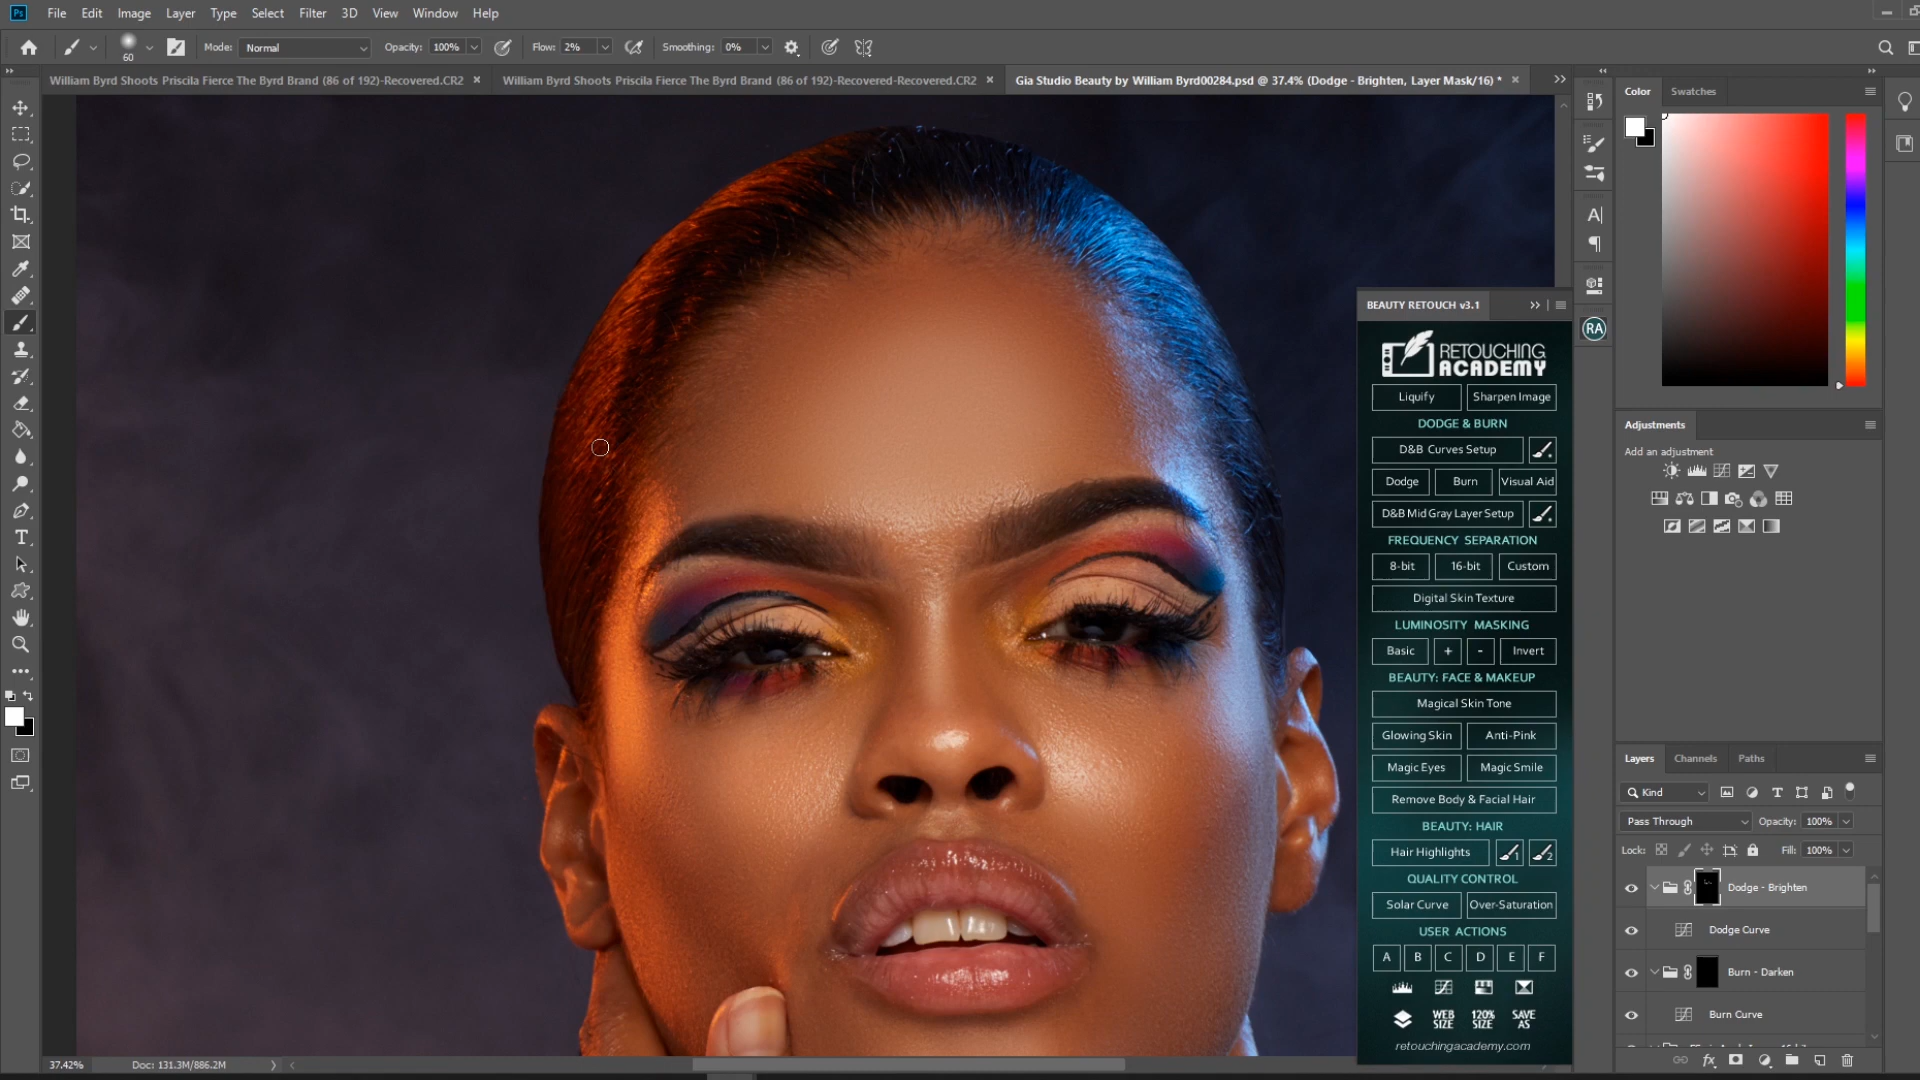 Ps File Edit Image Layer Type Select Filter 3D View Window Help
60 Mode: Normal Opacity: 100% Flow: 2% Smoothing: 0%
William Byrd Shoots Priscila Fierce The Byrd Brand (86 of 192)-Recovered.CR2 × William Byrd Shoots Priscila Fierce The Byrd Brand (86 of 192)-Recovered-Recovered.CR2 × Gia Studio Beauty by William Byrd00284.psd @ 37.4% (Dodge - Brighten, Layer Mask/16) * ×
Color Swatches
BEAUTY RETOUCH v3.1
RA
RETOUCHING
ACADEMY
Liquify Sharpen Image
DODGE & BURN
D&B Curves Setup
Dodge Burn Visual Aid
D&B Mid Gray Layer Setup
FREQUENCY SEPARATION
8-bit 16-bit Custom
Digital Skin Texture
LUMINOSITY MASKING
Basic + - Invert
BEAUTY: FACE & MAKEUP
Magical Skin Tone
Glowing Skin Anti-Pink
Magic Eyes Magic Smile
Remove Body & Facial Hair
BEAUTY: HAIR
Hair Highlights 1 2
QUALITY CONTROL
Solar Curve Over-Saturation
USER ACTIONS
A B C D E F
WEB SIZE 120% SIZE SAVE AS
retouchingacademy.com
Adjustments
Add an adjustment
Layers Channels Paths
Kind
Pass Through Opacity: 100%
Lock: Fill: 100%
Dodge - Brighten
Dodge Curve
Burn - Darken
Burn Curve
37.42% Doc: 131.3M/886.2M